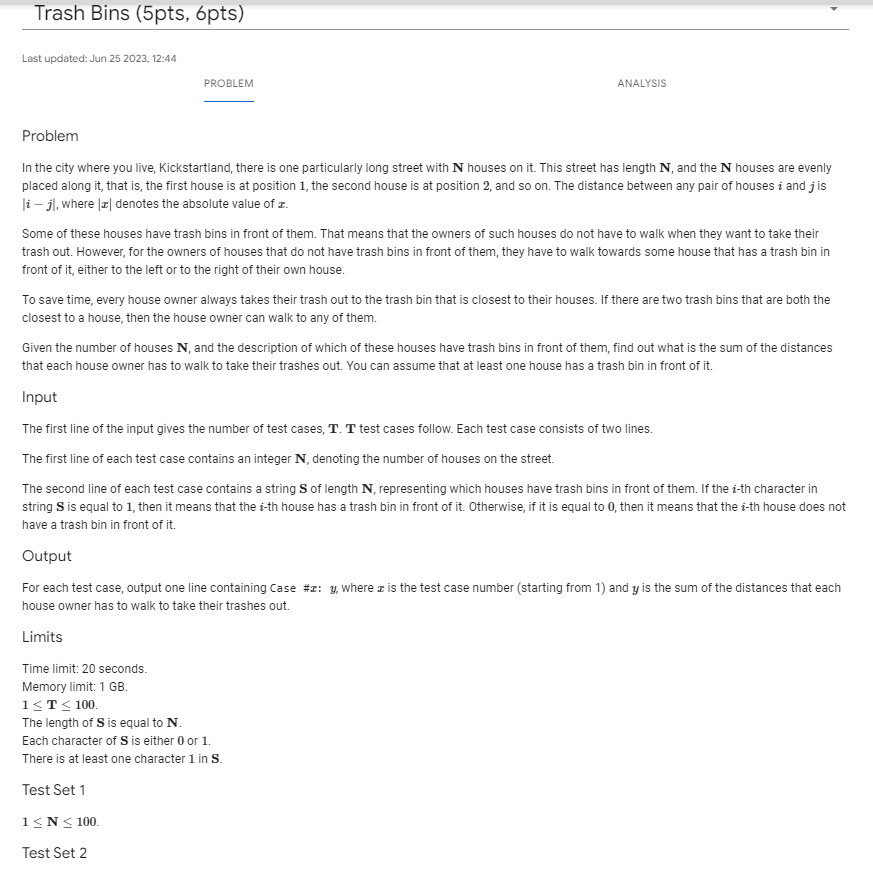 Trash Bins (5pts, 6pts)
Last updated: Jun 25 2023, 12:44
PROBLEM
ANALYSIS
Problem
In the city where you live, Kickstartland, there is one particularly long street with N houses on it. This street has length N, and the N houses are evenly
placed along it, that is, the first house is at position 1, the second house is at position 2, and so on. The distance between any pair of houses i and j is
|i − j|, where |x| denotes the absolute value of x.
Some of these houses have trash bins in front of them. That means that the owners of such houses do not have to walk when they want to take their
trash out. However, for the owners of houses that do not have trash bins in front of them, they have to walk towards some house that has a trash bin in
front of it, either to the left or to the right of their own house.
To save time, every house owner always takes their trash out to the trash bin that is closest to their houses. If there are two trash bins that are both the
closest to a house, then the house owner can walk to any of them.
Given the number of houses N, and the description of which of these houses have trash bins in front of them, find out what is the sum of the distances
that each house owner has to walk to take their trashes out. You can assume that at least one house has a trash bin in front of it.
Input
The first line of the input gives the number of test cases, T. T test cases follow. Each test case consists of two lines.
The first line of each test case contains an integer N, denoting the number of houses on the street.
The second line of each test case contains a string S of length N, representing which houses have trash bins in front of them. If the i-th character in
string S is equal to 1, then it means that the i-th house has a trash bin in front of it. Otherwise, if it is equal to 0, then it means that the i-th house does not
have a trash bin in front of it.
Output
For each test case, output one line containing Case #x: y, where x is the test case number (starting from 1) and y is the sum of the distances that each
house owner has to walk to take their trashes out.
Limits
Time limit: 20 seconds.
Memory limit: 1 GB.
1 ≤ T ≤ 100.
The length of S is equal to N.
Each character of S is either 0 or 1.
There is at least one character 1 in S.
Test Set 1
1 ≤ N ≤ 100.
Test Set 2